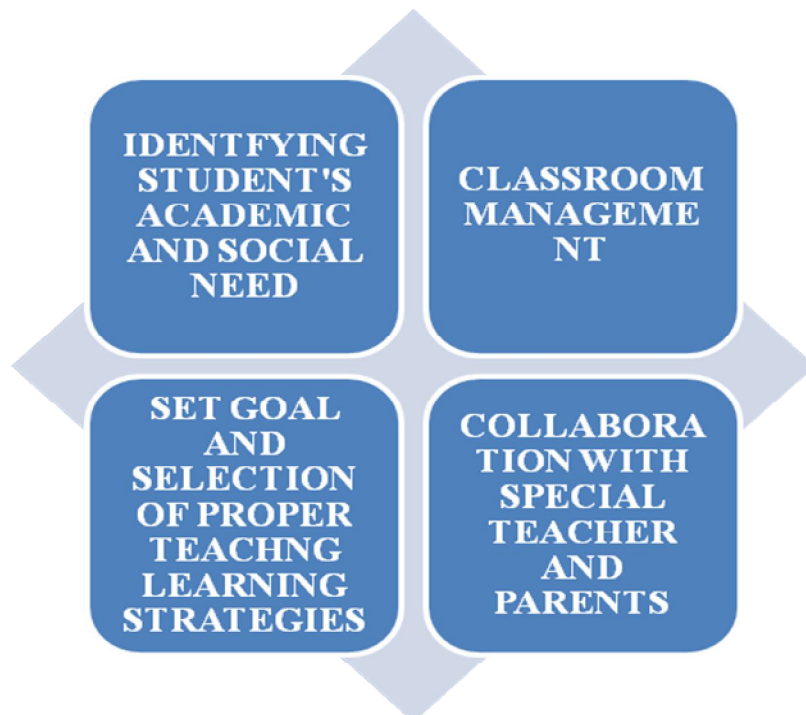 IDENTFYING
STUDENT'S
ACADEMIC
AND SOCIAL
NEED
CLASSROOM
MANAGEME
NT
SET GOAL
AND
SELECTION
OF PROPER
TEACHNG
LEARNING
STRATEGIES
COLLABORA
TION WITH
SPECIAL
TEACHER
AND
PARENTS